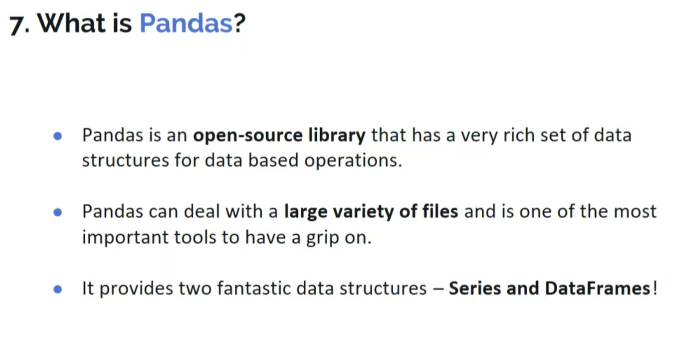 7. What is Pandas?
• Pandas is an open-source library that has a very rich set of data
structures for data based operations.
• Pandas can deal with a large variety of files and is one of the most
important tools to have a grip on.
• It provides two fantastic data structures – Series and DataFrames!